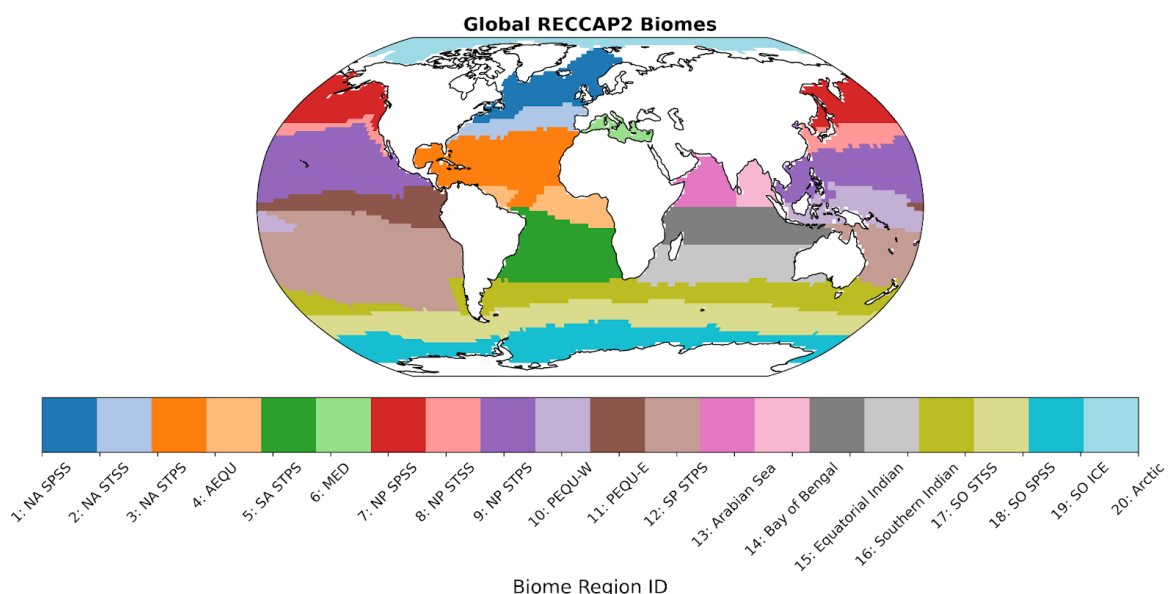 Global RECCAP2 Biomes
1: NA SPSS
2: NA STSS
3: NA STPS
4: AEQU
5: SA STPS
6: MED
7: NP SPSS
8: NP STSS
9: NP STPS
10: PEQU-W
11: PEQU-E
12: SP STPS
13: Arabian Sea
14: Bay of Bengal
15: Equatorial Indian
16: Southern Indian
17: SO STSS
18: SO SPSS
19: SO ICE
20: Arctic
Biome Region ID